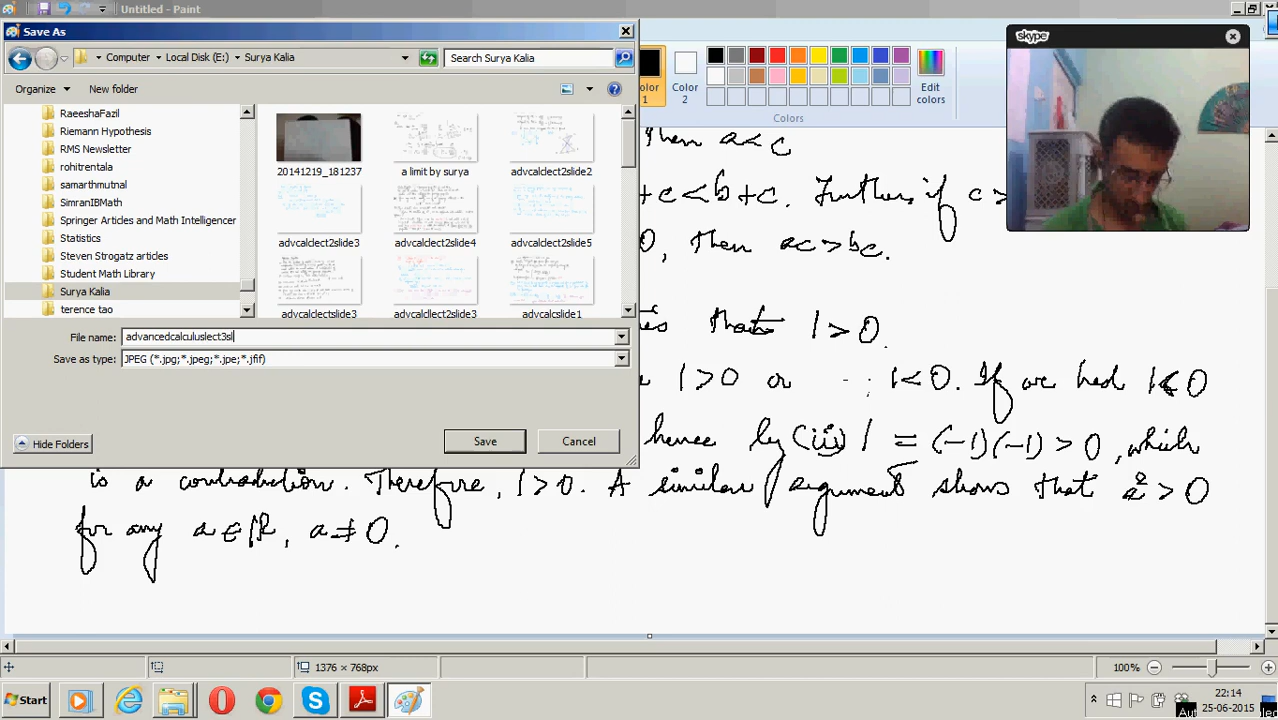 Untitled - Paint
Save As
Computer Local Disk (E:) Surya Kalia
Search Surya Kalia
Organize
New folder
RaeeshaFazil
Riemann Hypothesis
RMS Newsletter
rohitrentala
samarthmutnal
SimranIBMath
Springer Articles and Math Intelligencer
Statistics
Steven Strogatz articles
Student Math Library
Surya Kalia
terence tao
20141219_181237
a limit by surya
advcalclect2slide2
advcalclect2slide3
advcalclect2slide4
advcalclect2slide5
advcalclectslide3
advcaldlect2slide3
advcalcslide1
File name: advancedcalculuslect3sl
Save as type: JPEG (*.jpg;*.jpeg;*.jpe;*.jfif)
Hide Folders
Save
Cancel
Color 2
Edit colors
Colors
skype
Then a < c
+c < b+c. Further if c >
0, then ac > bc.
that 1 > 0.
1 > 0 or 1 < 0. If we had 1 < 0
hence by (iii) 1 = (-1)(-1) > 0, which
is a contradiction. Therefore, 1 > 0. A similar argument shows that a² > 0
for any a ∈ ℝ, a ≠ 0.
1376 × 768px
100%
Start
22:14
25-06-2015